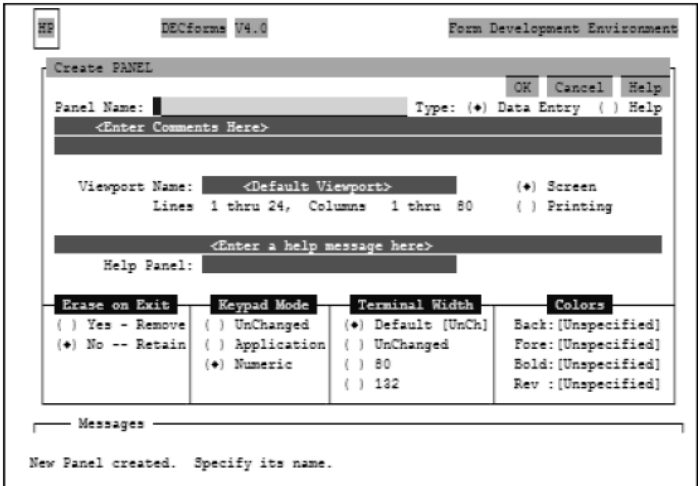 HP DECforms V4.0 Form Development Environment
Create PANEL
OK Cancel Help
Panel Name: Type: (♦) Data Entry ( ) Help
<Enter Comments Here>
Viewport Name: <Default Viewport> (♦) Screen
Lines 1 thru 24, Columns 1 thru 80 ( ) Printing
<Enter a help message here>
Help Panel:
Erase on Exit Keypad Mode Terminal Width Colors
( ) Yes - Remove ( ) UnChanged (♦) Default [UnCh] Back:[Unspecified]
(♦) No -- Retain ( ) Application ( ) UnChanged Fore:[Unspecified]
(♦) Numeric ( ) 80 Bold:[Unspecified]
( ) 132 Rev :[Unspecified]
Messages
New Panel created. Specify its name.